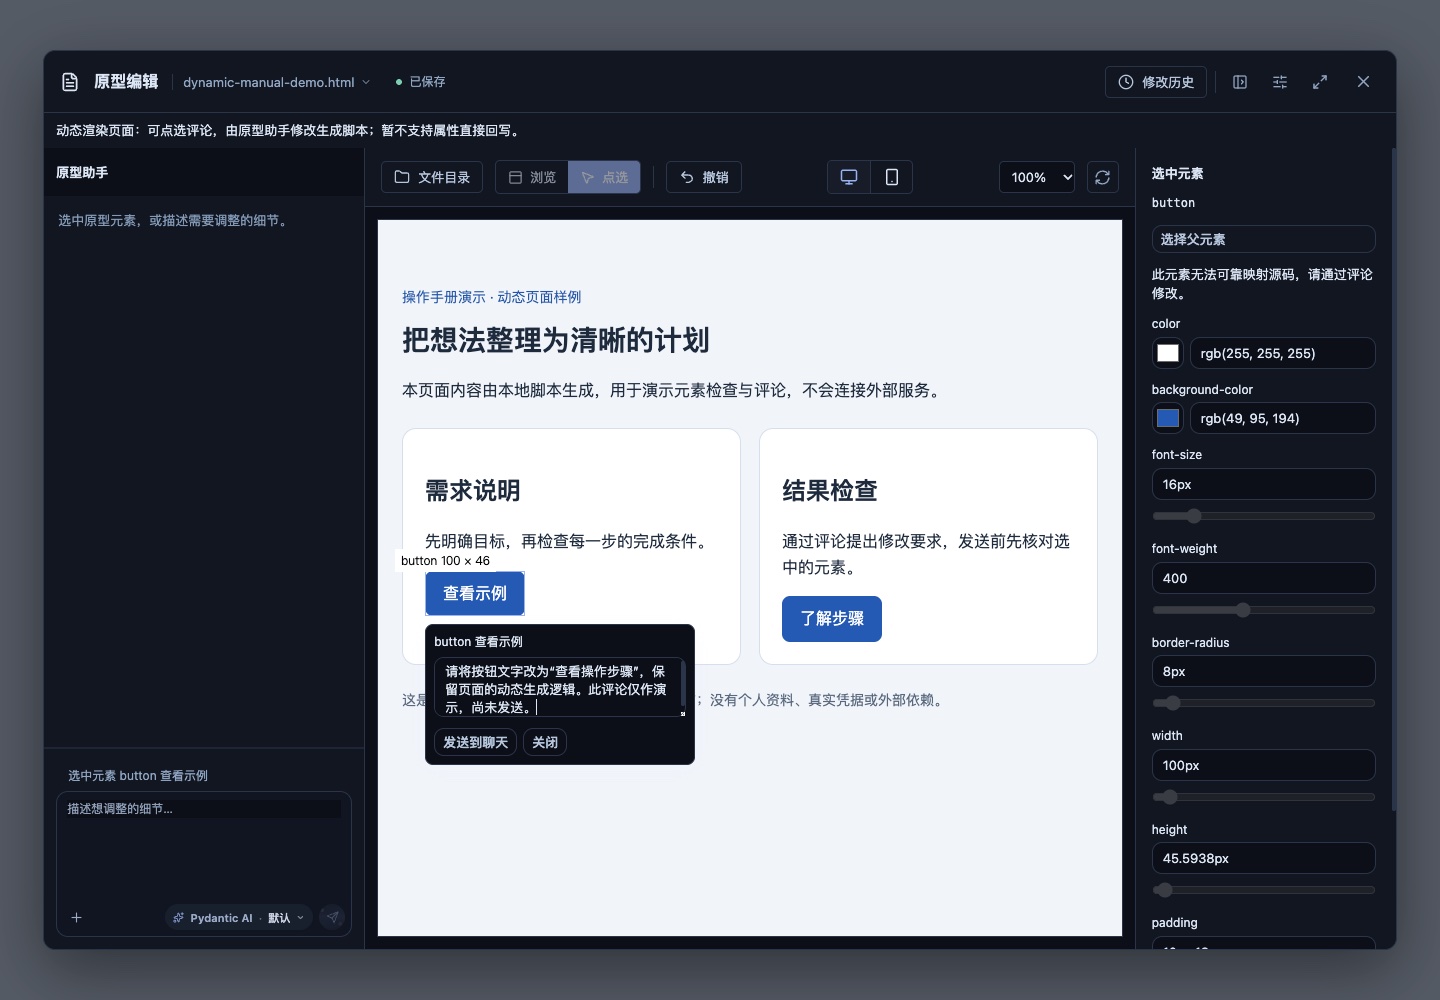 原型编辑
dynamic-manual-demo.html
已保存
修改历史
动态渲染页面：可点选评论，由原型助手修改生成脚本；暂不支持属性直接回写。
原型助手
选中原型元素，或描述需要调整的细节。
选中元素 button 查看示例
描述想调整的细节...
Pydantic AI · 默认
文件目录
浏览
点选
撤销
100%
操作手册演示 · 动态页面样例
把想法整理为清晰的计划
本页面内容由本地脚本生成，用于演示元素检查与评论，不会连接外部服务。
需求说明
先明确目标，再检查每一步的完成条件。
button 100 × 46
查看示例
结果检查
通过评论提出修改要求，发送前先核对选
中的元素。
了解步骤
button 查看示例
请将按钮文字改为“查看操作步骤”，保
留页面的动态生成逻辑。此评论仅作演
示，尚未发送。
发送到聊天
关闭
这是
；没有个人资料、真实凭据或外部依赖。
选中元素
button
选择父元素
此元素无法可靠映射源码，请通过评论
修改。
color
rgb(255, 255, 255)
background-color
rgb(49, 95, 194)
font-size
16px
font-weight
400
border-radius
8px
width
100px
height
45.5938px
padding